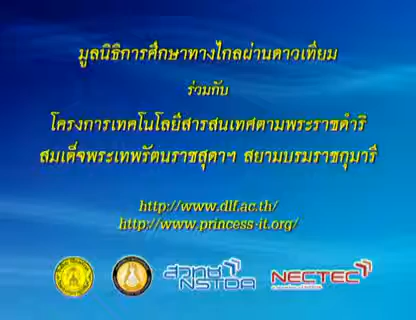 มูลนิธิการศึกษาทางไกลผ่านดาวเทียม
ร่วมกับ
โครงการเทคโนโลยีสารสนเทศตามพระราชดำริ
สมเด็จพระเทพรัตนราชสุดาฯ สยามบรมราชกุมารี
http://www.dlf.ac.th/
http://www.princess-it.org/
สวทช NECTEC
NSTDA